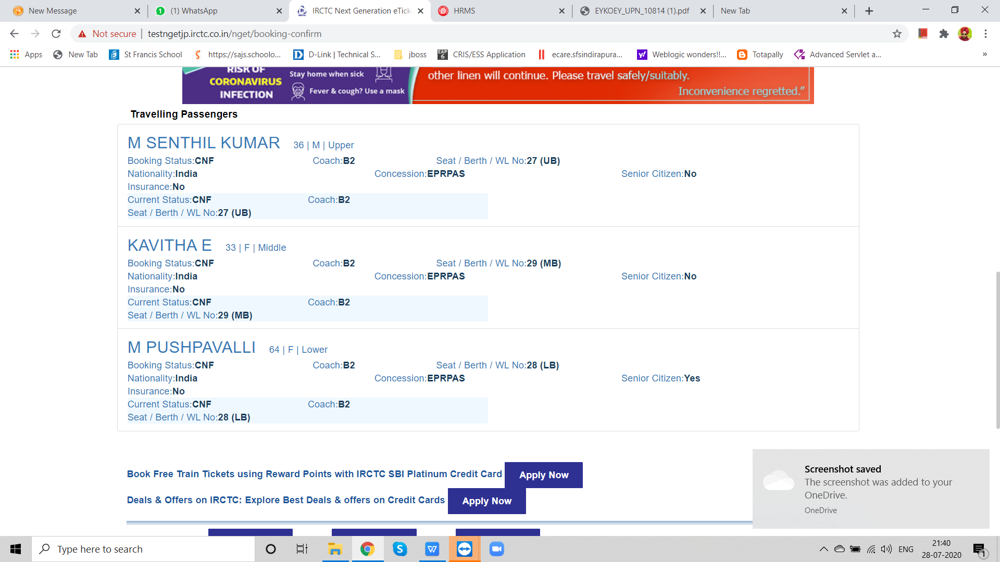 New Message
(1) WhatsApp
IRCTC Next Generation eTick
HRMS
EYKOEY_UPN_10814 (1).pdf
New Tab
Not secure | testngetjp.irctc.co.in/nget/booking-confirm
Apps
New Tab
St Francis School
https://sajs.schoolo...
D-Link | Technical S...
jboss
CRIS/ESS Application
ecare.sfsindirapura...
Weblogic wonders!!...
Totapally
Advanced Servlet a...
»
RISK OF
CORONAVIRUS
INFECTION
Stay home when sick
Fever & cough? Use a mask
other linen will continue. Please travel safely/suitably.
Inconvenience regretted.”
Travelling Passengers
M SENTHIL KUMAR 36 | M | Upper
Booking Status:CNF Coach:B2 Seat / Berth / WL No:27 (UB)
Nationality:India Concession:EPRPAS Senior Citizen:No
Insurance:No
Current Status:CNF Coach:B2
Seat / Berth / WL No:27 (UB)
KAVITHA E 33 | F | Middle
Booking Status:CNF Coach:B2 Seat / Berth / WL No:29 (MB)
Nationality:India Concession:EPRPAS Senior Citizen:No
Insurance:No
Current Status:CNF Coach:B2
Seat / Berth / WL No:29 (MB)
M PUSHPAVALLI 64 | F | Lower
Booking Status:CNF Coach:B2 Seat / Berth / WL No:28 (LB)
Nationality:India Concession:EPRPAS Senior Citizen:Yes
Insurance:No
Current Status:CNF Coach:B2
Seat / Berth / WL No:28 (LB)
Book Free Train Tickets using Reward Points with IRCTC SBI Platinum Credit Card Apply Now
Deals & Offers on IRCTC: Explore Best Deals & offers on Credit Cards Apply Now
Screenshot saved
The screenshot was added to your
OneDrive.
OneDrive
Type here to search
ENG
21:40
28-07-2020
1